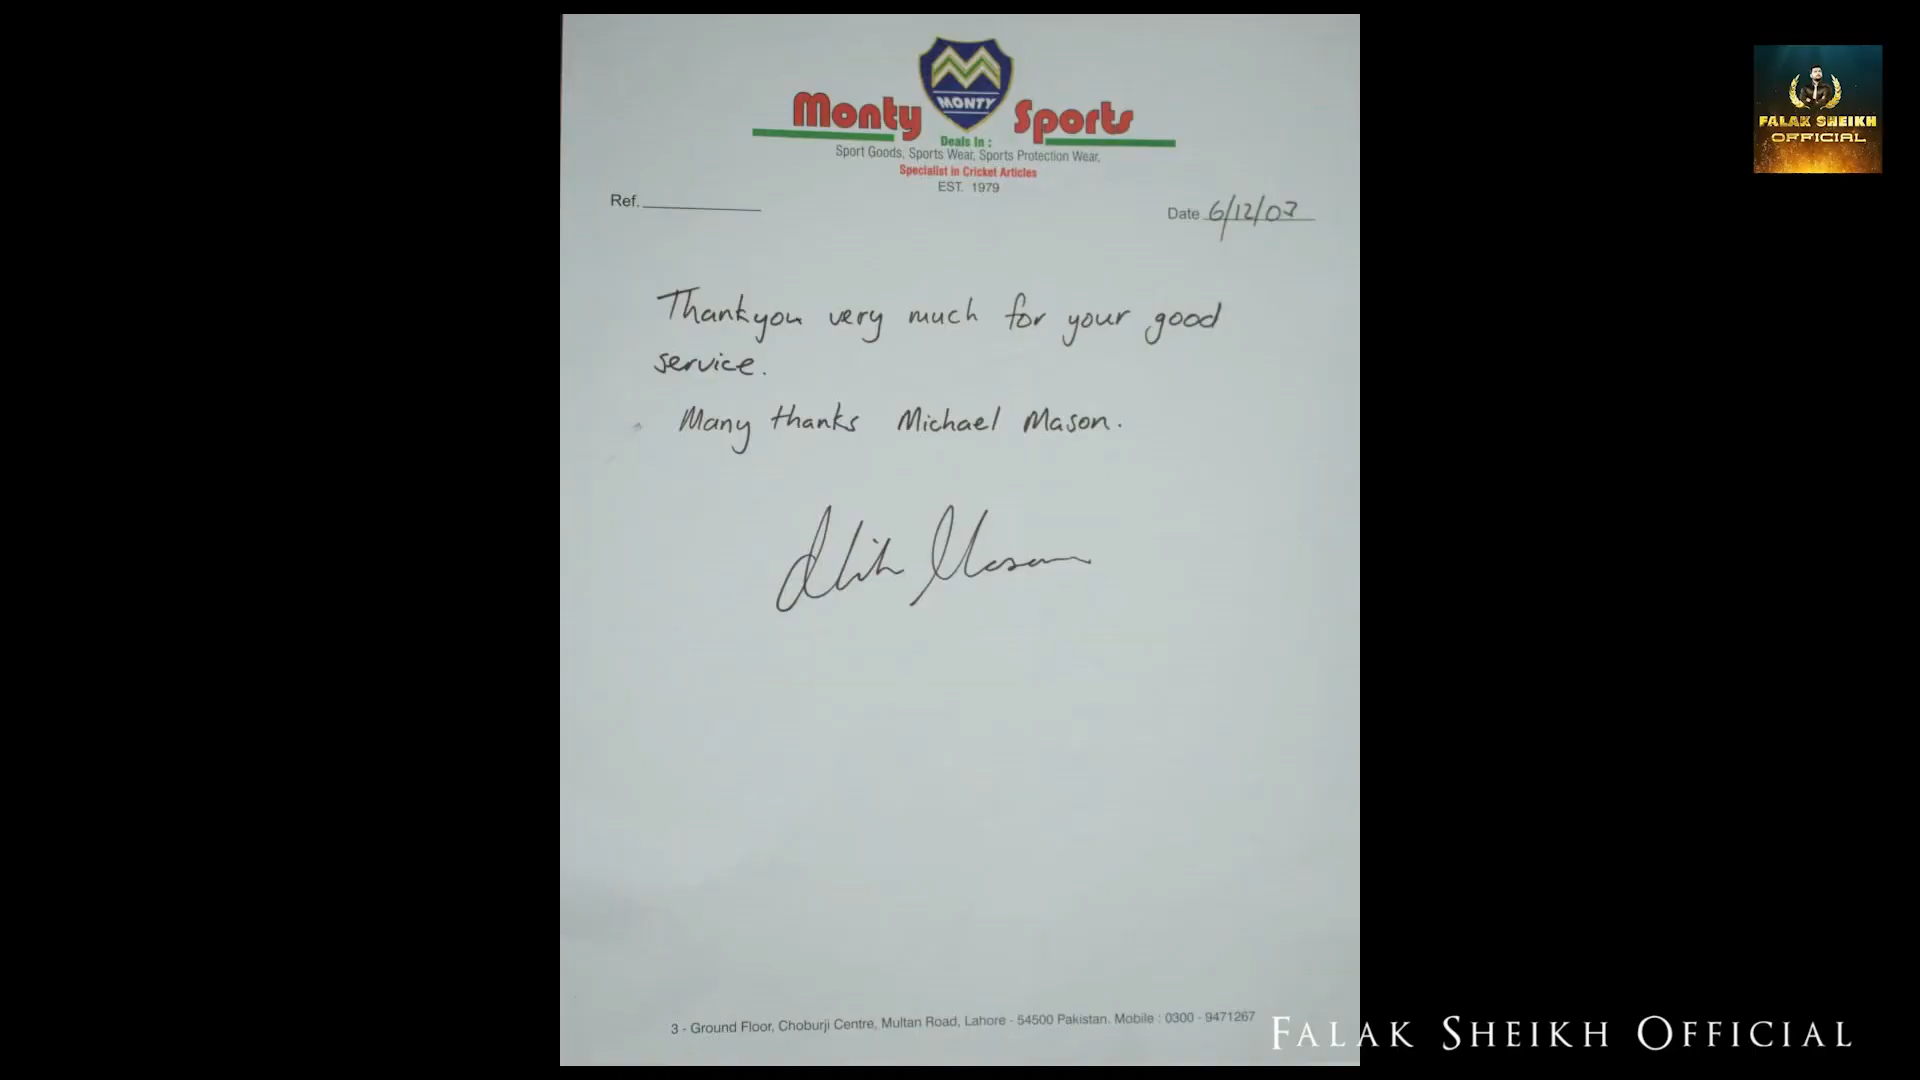 MONTY
Monty Sports
Deals In :
Sport Goods, Sports Wear, Sports Protection Wear,
Specialist in Cricket Articles
EST. 1979
Ref.
Date 6/12/07
Thankyou very much for your good
service.
Many thanks Michael Mason.
3 - Ground Floor, Choburji Centre, Multan Road, Lahore - 54500 Pakistan. Mobile : 0300 - 9471267
FALAK SHEIKH
OFFICIAL
FALAK SHEIKH OFFICIAL